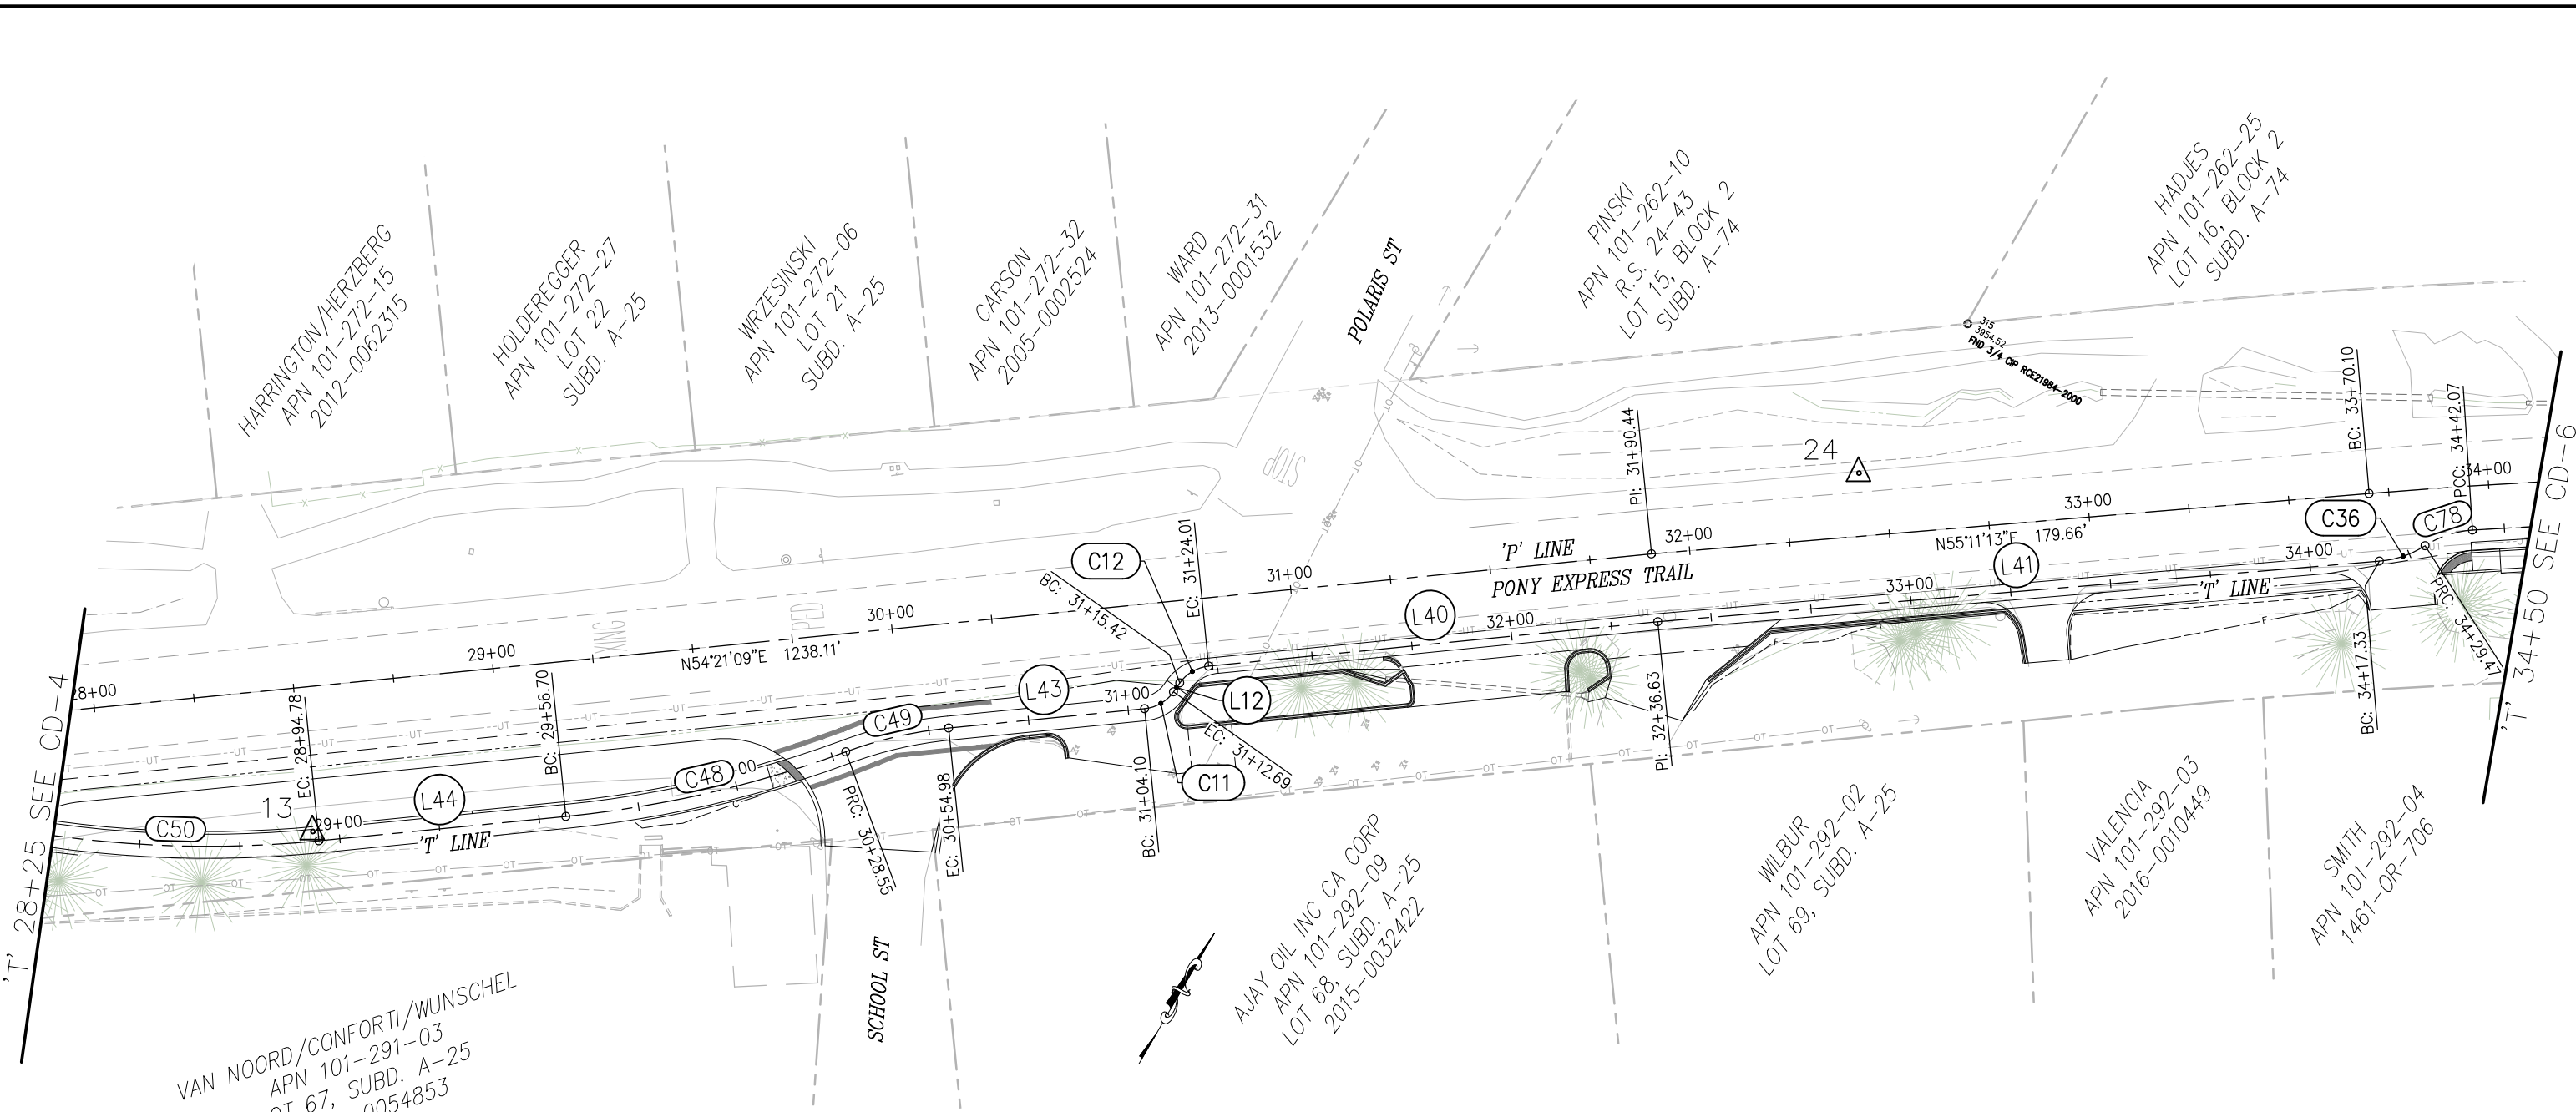 HARRINGTON/HERZBERG
APN 101-272-15
2012-0062315
HOLDEREGGER
APN 101-272-27
LOT 22
SUBD. A-25
WRZESINSKI
APN 101-272-06
LOT 21
SUBD. A-25
CARSON
APN 101-272-32
2005-0002524
WARD
APN 101-272-31
2013-0001532
POLARIS ST
PINSKI
APN 101-262-10
R.S. 24-43
LOT 15, BLOCK 2
SUBD. A-74
HADJES
APN 101-262-25
LOT 16, BLOCK 2
SUBD. A-74
315
3954.52
FND 3/4 CIP RCE21984-2000
STOP
24
BC: 33+70.10
PCC: 34+42.07
34+00
C36
C78
'T' 34+50 SEE CD-6
PI: 31+90.44
32+00
33+00
N55°11'13"E 179.66'
L41
34+00
'T' LINE
33+00
'P' LINE
PONY EXPRESS TRAIL
L40
32+00
31+00
C12
BC: 31+15.42
EC: 31+24.01
30+00
N54°21'09"E 1238.11'
29+00
28+00
PED
XING
L43
31+00
L12
C49
C48
EC: 31+12.69
C11
BC: 31+04.10
EC: 30+54.98
PRC: 30+28.55
BC: 29+56.70
EC: 28+94.78
L44
13
29+00
C50
'T' LINE
'T' 28+25 SEE CD-4
PI: 32+36.63
BC: 34+17.33
PRC: 34+29.47
UT
OT
SCHOOL ST
VAN NOORD/CONFORTI/WUNSCHEL
APN 101-291-03
OT 67, SUBD. A-25
0054853
AJAY OIL INC CA CORP
APN 101-292-09
LOT 68, SUBD. A-25
2015-0032422
WILBUR
APN 101-292-02
LOT 69, SUBD. A-25
VALENCIA
APN 101-292-03
2016-0010449
SMITH
APN 101-292-04
1461-OR-706